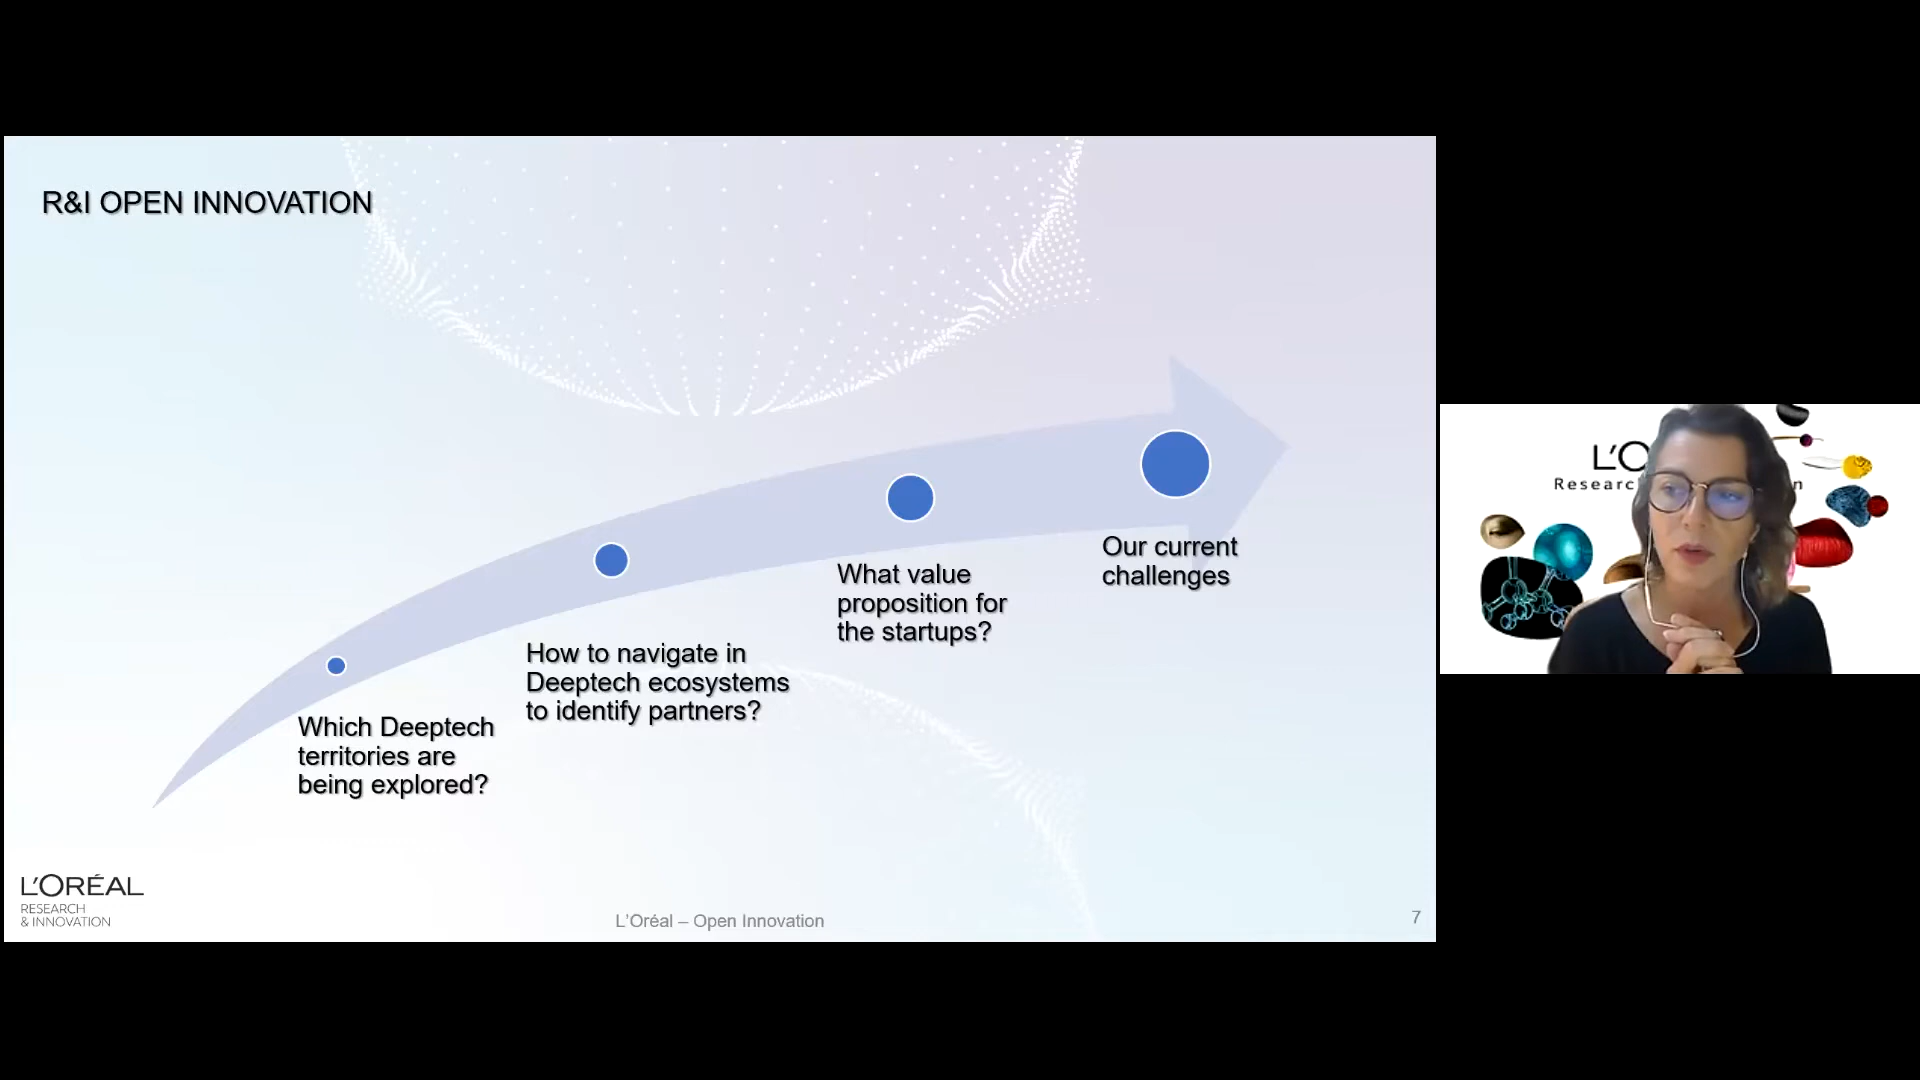 R&I OPEN INNOVATION
Which Deeptech
territories are
being explored?
How to navigate in
Deeptech ecosystems
to identify partners?
What value
proposition for
the startups?
Our current
challenges
L'ORÉAL
RESEARCH
& INNOVATION
L'Oréal – Open Innovation
7
L'O
Researc n